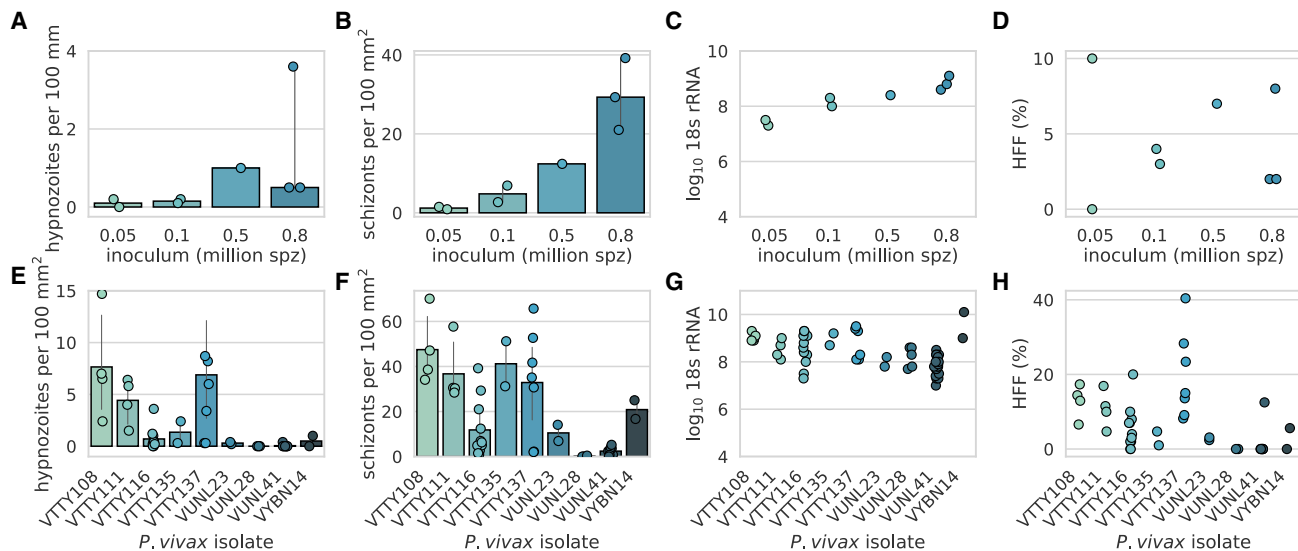 A
hypnozoites per 100 mm
4
2
0
0.05 0.1 0.5 0.8
inoculum (million spz)
B
schizonts per 100 mm²
40
20
0
0.05 0.1 0.5 0.8
inoculum (million spz)
C
log₁₀ 18s rRNA
10
8
6
4
0.05 0.1 0.5 0.8
inoculum (million spz)
D
HFF (%)
10
5
0
0.05 0.1 0.5 0.8
inoculum (million spz)
E
hypnozoites per 100 mm²
15
10
5
0
VTTY108 VTTY111 VTTY116 VTTY135 VTTY137 VUNL23 VUNL28 VUNL41 VYBN14
P. vivax isolate
F
schizonts per 100 mm²
60
40
20
0
VTTY108 VTTY111 VTTY116 VTTY135 VTTY137 VUNL23 VUNL28 VUNL41 VYBN14
P. vivax isolate
G
log₁₀ 18s rRNA
10
8
6
4
VTTY108 VTTY111 VTTY116 VTTY135 VTTY137 VUNL23 VUNL28 VUNL41 VYBN14
P. vivax isolate
H
HFF (%)
40
20
0
VTTY108 VTTY111 VTTY116 VTTY135 VTTY137 VUNL23 VUNL28 VUNL41 VYBN14
P. vivax isolate